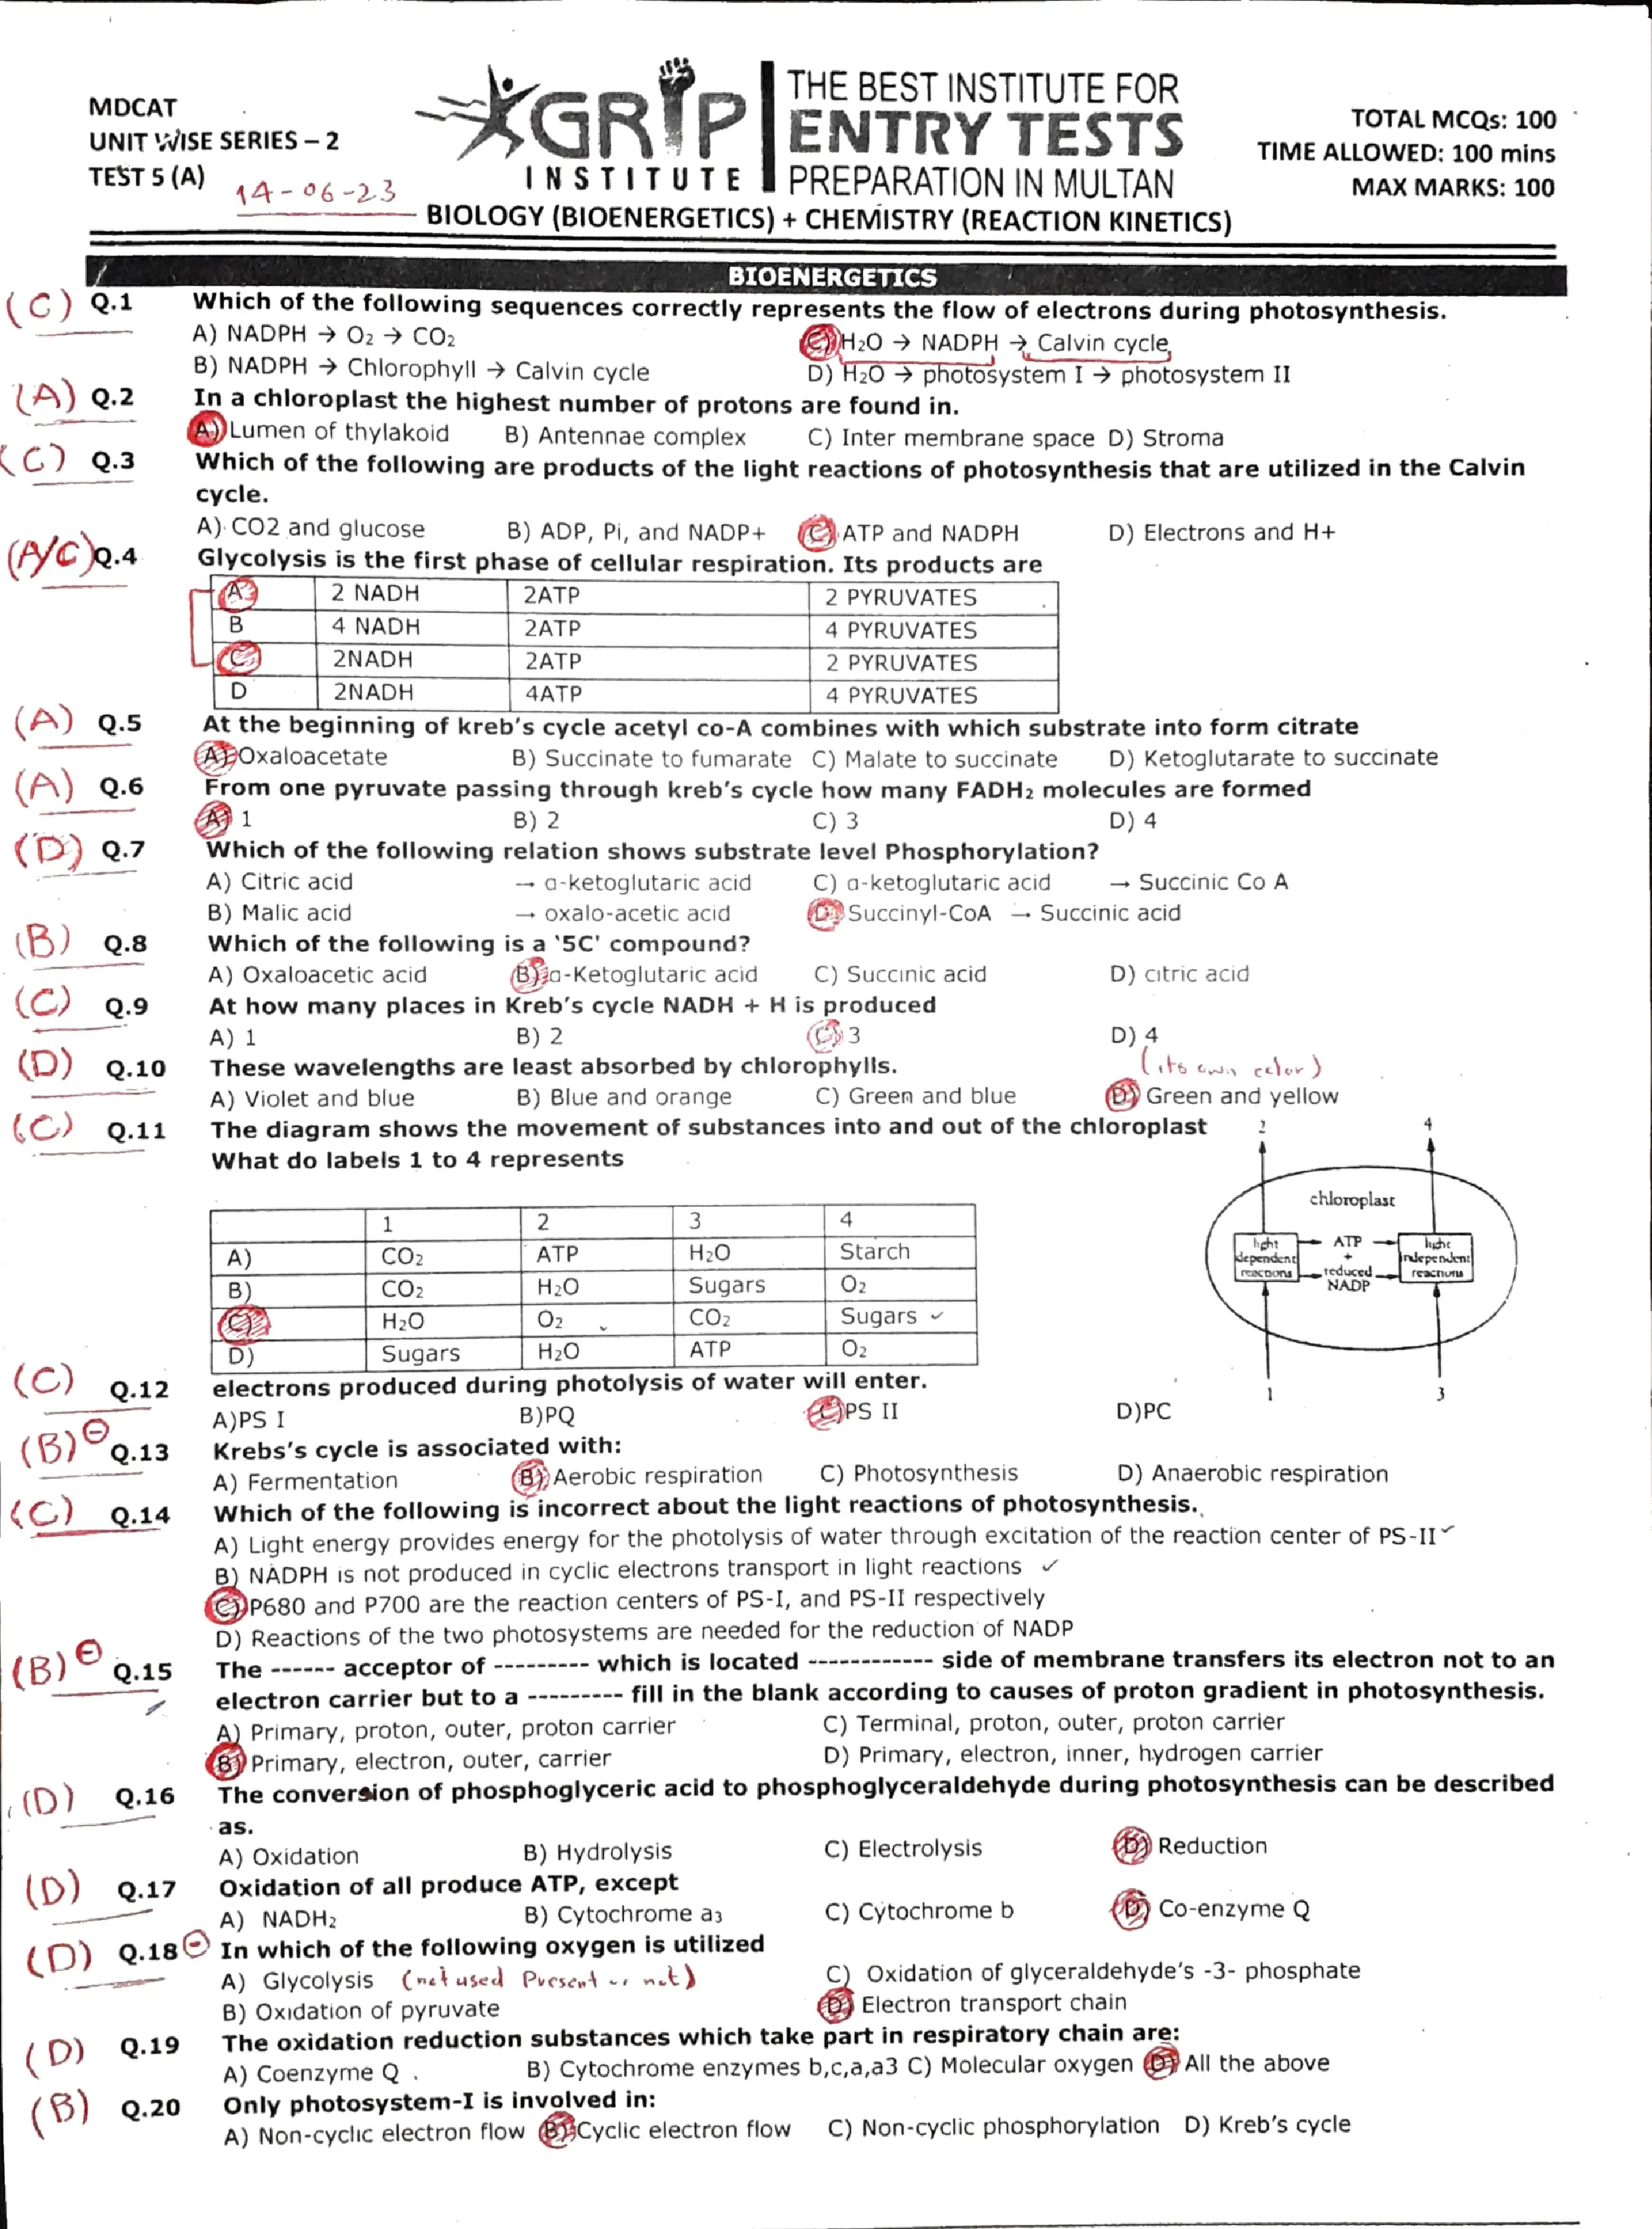 MDCAT
UNIT WISE SERIES – 2
TEST 5 (A)
14-06-23
GRIP
INSTITUTE
THE BEST INSTITUTE FOR
ENTRY TESTS
PREPARATION IN MULTAN
TOTAL MCQs: 100
TIME ALLOWED: 100 mins
MAX MARKS: 100
BIOLOGY (BIOENERGETICS) + CHEMISTRY (REACTION KINETICS)
BIOENERGETICS
(C) Q.1 Which of the following sequences correctly represents the flow of electrons during photosynthesis.
A) NADPH → O₂ → CO₂ C) H₂O → NADPH → Calvin cycle
B) NADPH → Chlorophyll → Calvin cycle D) H₂O → photosystem I → photosystem II
(A) Q.2 In a chloroplast the highest number of protons are found in.
A) Lumen of thylakoid B) Antennae complex C) Inter membrane space D) Stroma
(C) Q.3 Which of the following are products of the light reactions of photosynthesis that are utilized in the Calvin
cycle.
A) CO2 and glucose B) ADP, Pi, and NADP+ C) ATP and NADPH D) Electrons and H+
(A/C) Q.4 Glycolysis is the first phase of cellular respiration. Its products are
A 2 NADH 2ATP 2 PYRUVATES
B 4 NADH 2ATP 4 PYRUVATES
C 2NADH 2ATP 2 PYRUVATES
D 2NADH 4ATP 4 PYRUVATES
(A) Q.5 At the beginning of kreb's cycle acetyl co-A combines with which substrate into form citrate
A) Oxaloacetate B) Succinate to fumarate C) Malate to succinate D) Ketoglutarate to succinate
(A) Q.6 From one pyruvate passing through kreb's cycle how many FADH₂ molecules are formed
A) 1 B) 2 C) 3 D) 4
(D) Q.7 Which of the following relation shows substrate level Phosphorylation?
A) Citric acid → α-ketoglutaric acid C) α-ketoglutaric acid → Succinic Co A
B) Malic acid → oxalo-acetic acid D) Succinyl-CoA → Succinic acid
(B) Q.8 Which of the following is a '5C' compound?
A) Oxaloacetic acid B) α-Ketoglutaric acid C) Succinic acid D) citric acid
(C) Q.9 At how many places in Kreb's cycle NADH + H is produced
A) 1 B) 2 C) 3 D) 4
(D) Q.10 These wavelengths are least absorbed by chlorophylls. (its own color)
A) Violet and blue B) Blue and orange C) Green and blue D) Green and yellow
(C) Q.11 The diagram shows the movement of substances into and out of the chloroplast
What do labels 1 to 4 represents
1 2 3 4
A) CO₂ ATP H₂O Starch
B) CO₂ H₂O Sugars O₂
C) H₂O O₂ CO₂ Sugars ✓
D) Sugars H₂O ATP O₂
2 4
chloroplast
light dependent reactions
ATP + reduced NADP
light independent reactions
1 3
(C) Q.12 electrons produced during photolysis of water will enter.
A)PS I B)PQ C)PS II D)PC
(B) ⊖ Q.13 Krebs's cycle is associated with:
A) Fermentation B) Aerobic respiration C) Photosynthesis D) Anaerobic respiration
(C) Q.14 Which of the following is incorrect about the light reactions of photosynthesis.
A) Light energy provides energy for the photolysis of water through excitation of the reaction center of PS-II ✓
B) NADPH is not produced in cyclic electrons transport in light reactions ✓
C) P680 and P700 are the reaction centers of PS-I, and PS-II respectively
D) Reactions of the two photosystems are needed for the reduction of NADP
(B) ⊖ Q.15 The ------ acceptor of --------- which is located ------------ side of membrane transfers its electron not to an
electron carrier but to a --------- fill in the blank according to causes of proton gradient in photosynthesis.
A) Primary, proton, outer, proton carrier C) Terminal, proton, outer, proton carrier
B) Primary, electron, outer, carrier D) Primary, electron, inner, hydrogen carrier
(D) Q.16 The conversion of phosphoglyceric acid to phosphoglyceraldehyde during photosynthesis can be described
as.
A) Oxidation B) Hydrolysis C) Electrolysis D) Reduction
(D) Q.17 Oxidation of all produce ATP, except
A) NADH₂ B) Cytochrome a₃ C) Cytochrome b D) Co-enzyme Q
(D) Q.18 ⊖ In which of the following oxygen is utilized
A) Glycolysis (not used Present or not) C) Oxidation of glyceraldehyde's -3- phosphate
B) Oxidation of pyruvate D) Electron transport chain
(D) Q.19 The oxidation reduction substances which take part in respiratory chain are:
A) Coenzyme Q . B) Cytochrome enzymes b,c,a,a3 C) Molecular oxygen D) All the above
(B) Q.20 Only photosystem-I is involved in:
A) Non-cyclic electron flow B) Cyclic electron flow C) Non-cyclic phosphorylation D) Kreb's cycle